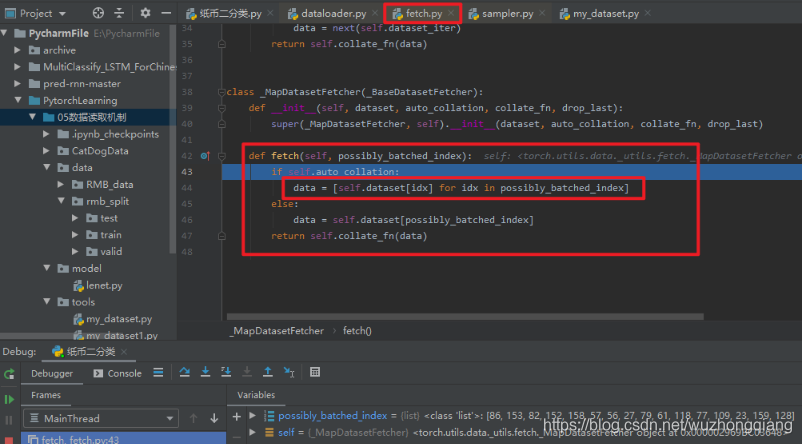 Project
纸币二分类.py
dataloader.py
fetch.py
sampler.py
my_dataset.py
PycharmFile E:\PycharmFile
archive
MultiClassify_LSTM_ForChines
pred-rnn-master
PytorchLearning
05数据读取机制
.ipynb_checkpoints
CatDogData
data
RMB_data
rmb_split
test
train
valid
model
lenet.py
tools
my_dataset.py
my_dataset1.py
34 data = next(self.dataset_iter)
35 return self.collate_fn(data)
36
37
38 class _MapDatasetFetcher(_BaseDatasetFetcher):
39 def __init__(self, dataset, auto_collation, collate_fn, drop_last):
40 super(_MapDatasetFetcher, self).__init__(dataset, auto_collation, collate_fn, drop_last)
41
42 def fetch(self, possibly_batched_index): self: <torch.utils.data._utils.fetch._MapDatasetFetcher o
43 if self.auto_collation:
44 data = [self.dataset[idx] for idx in possibly_batched_index]
45 else:
46 data = self.dataset[possibly_batched_index]
47 return self.collate_fn(data)
48
_MapDatasetFetcher › fetch()
Debug: 纸币二分类
Debugger Console
Frames
Variables
MainThread
fetch, fetch.py:43
possibly_batched_index = {list} <class 'list'>: [86, 153, 82, 152, 158, 57, 56, 27, 79, 61, 118, 77, 109, 23, 159, 128]
self = {_MapDatasetFetcher} <torch.utils.data._utils.fetch._MapDatasetFetcher object at
https://blog.csdn.net/wuzhongqiang